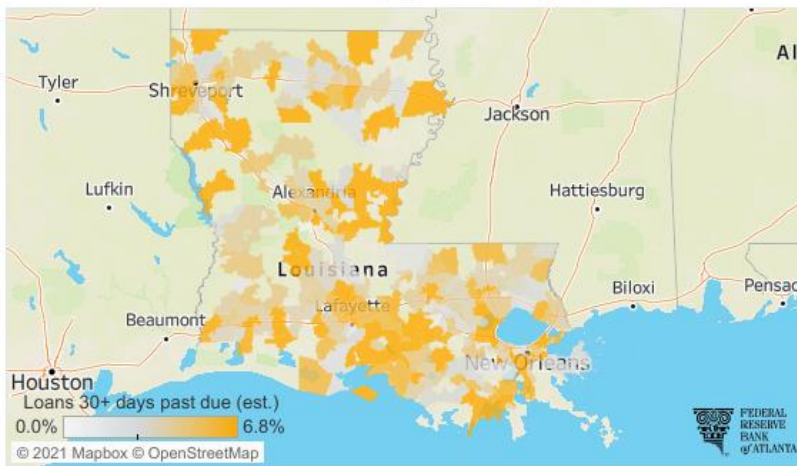 Al
Tyler
Shreveport
Jackson
Lufkin
Alexandria
Hattiesburg
Louisiana
Lafayette
Biloxi
Pensac
Beaumont
New Orleans
Houston
Loans 30+ days past due (est.)
0.0% 6.8%
© 2021 Mapbox © OpenStreetMap
FEDERAL
RESERVE
BANK
of ATLANTA